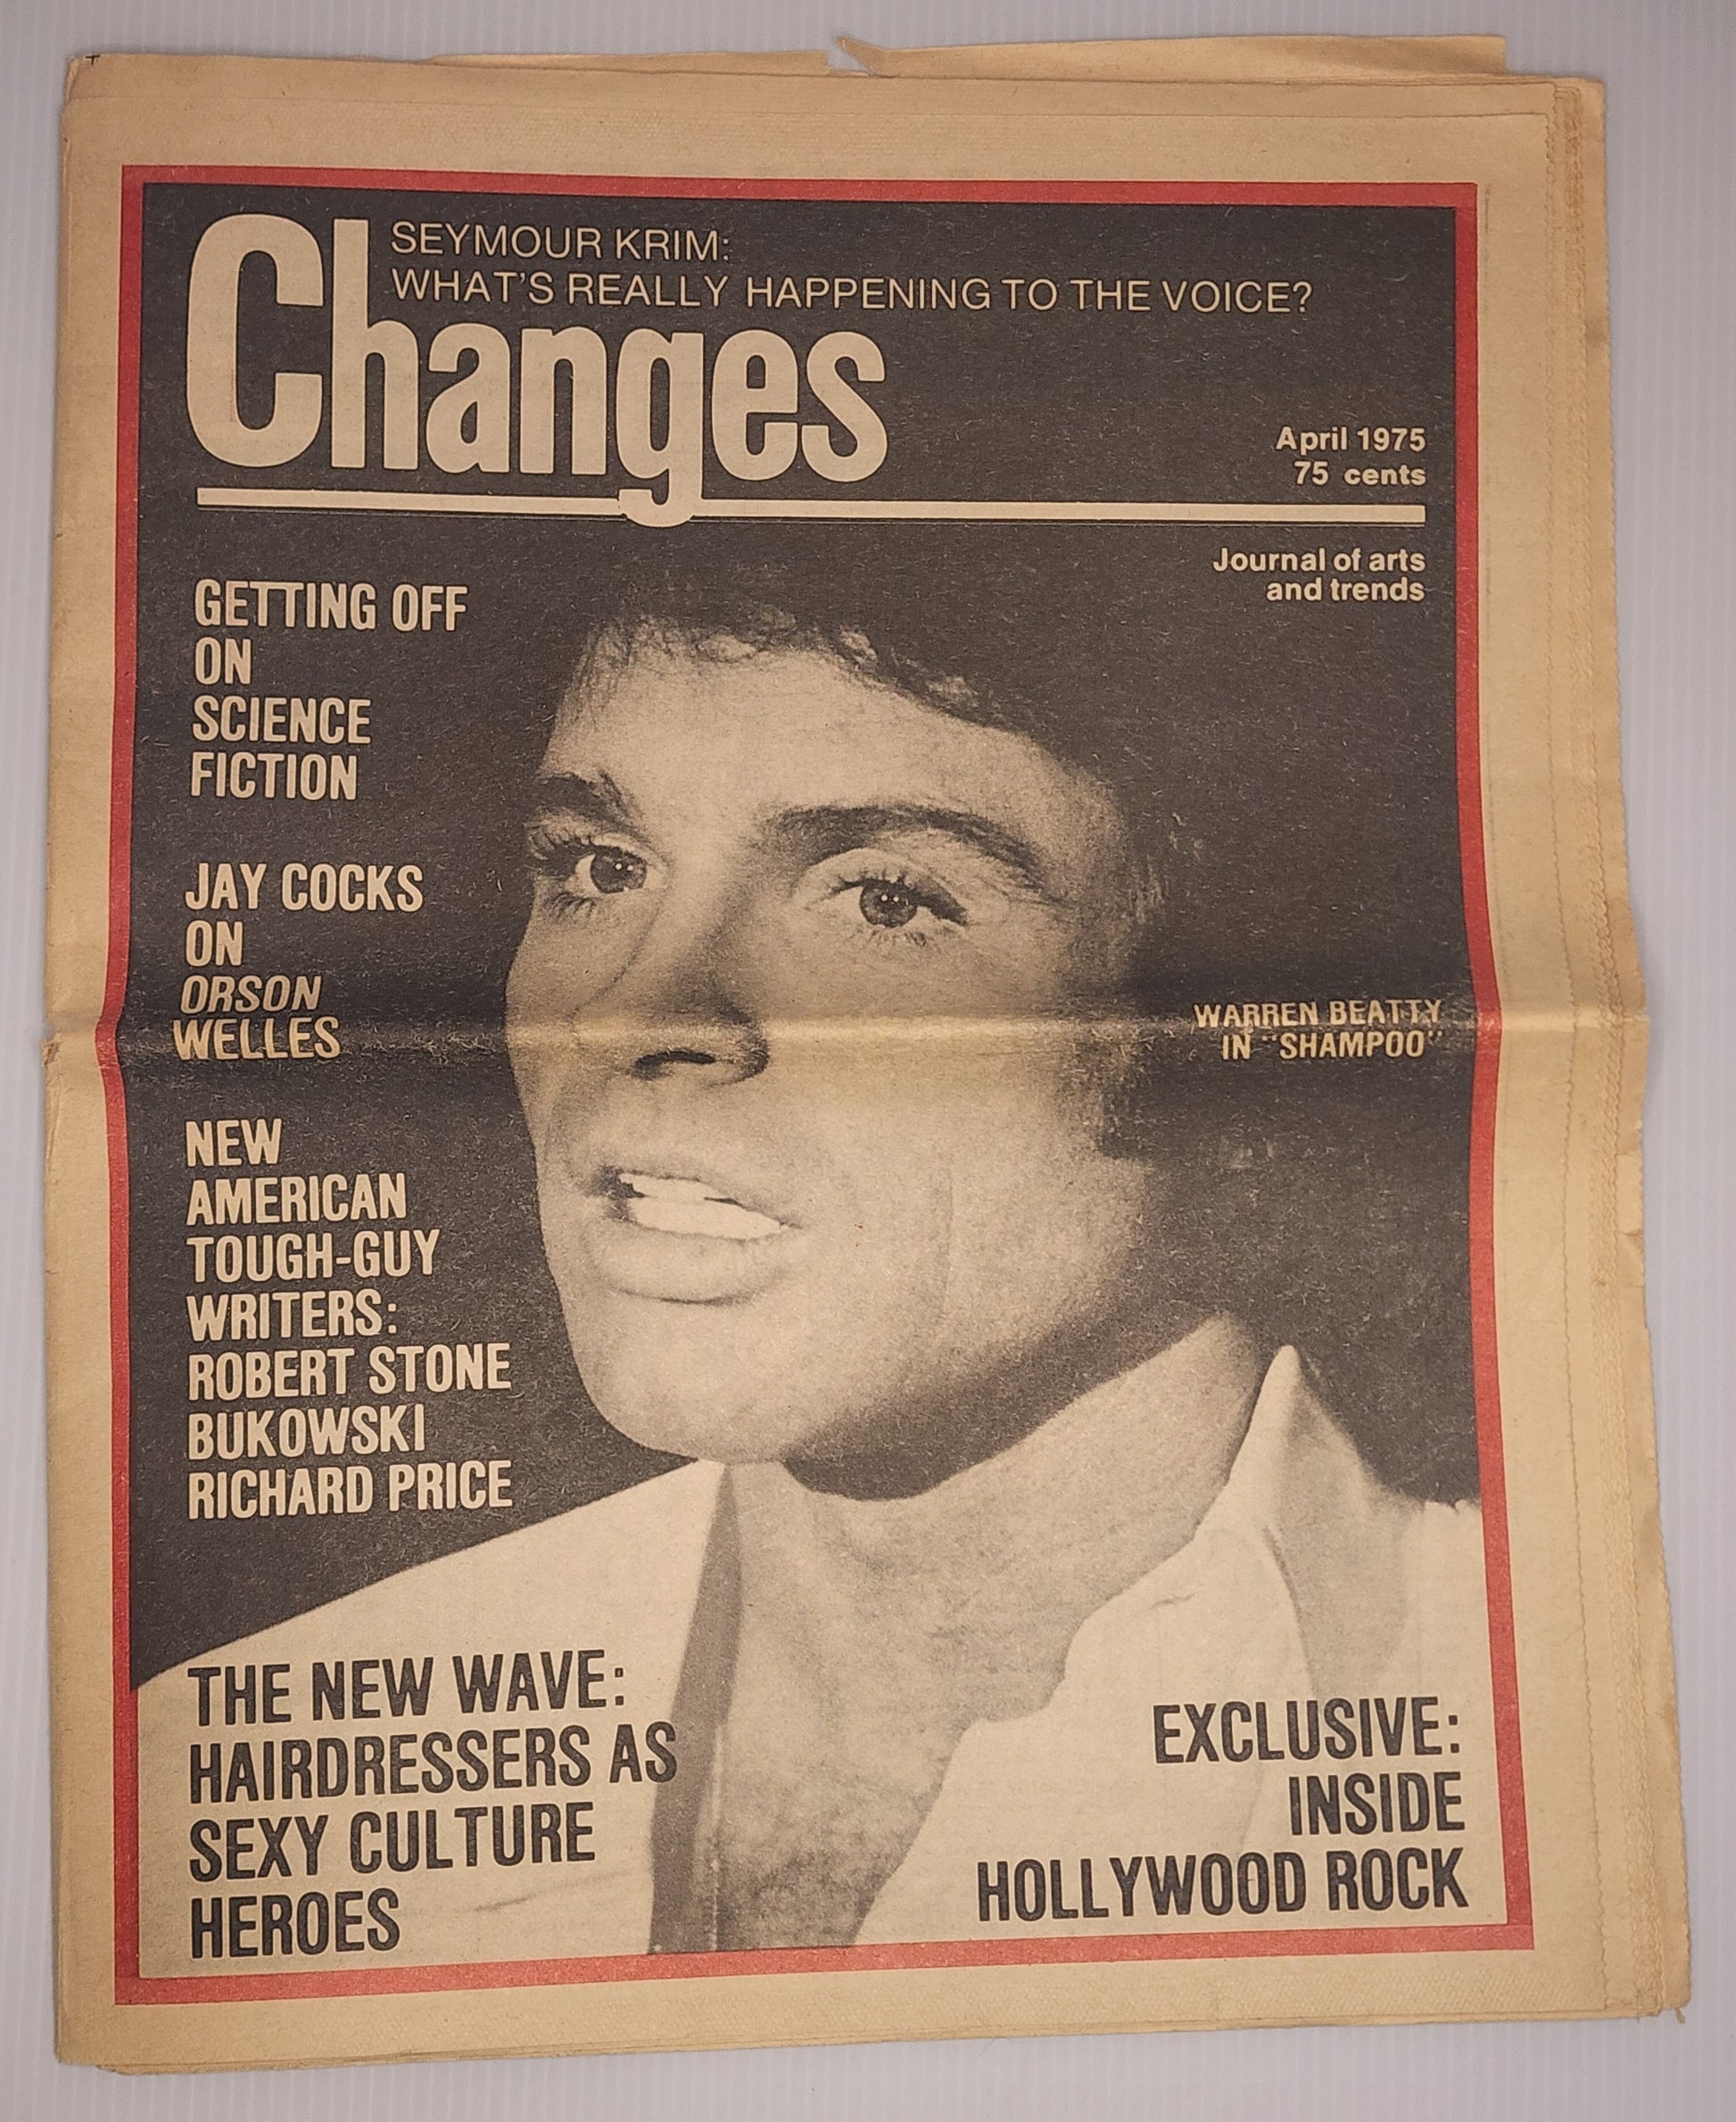 SEYMOUR KRIM:
WHAT'S REALLY HAPPENING TO THE VOICE?
Changes
April 1975
75 cents
Journal of arts
and trends
GETTING OFF
ON
SCIENCE
FICTION
JAY COCKS
ON
ORSON
WELLES
WARREN BEATTY
IN "SHAMPOO"
NEW
AMERICAN
TOUGH-GUY
WRITERS:
ROBERT STONE
BUKOWSKI
RICHARD PRICE
THE NEW WAVE:
HAIRDRESSERS AS
SEXY CULTURE
HEROES
EXCLUSIVE:
INSIDE
HOLLYWOOD ROCK